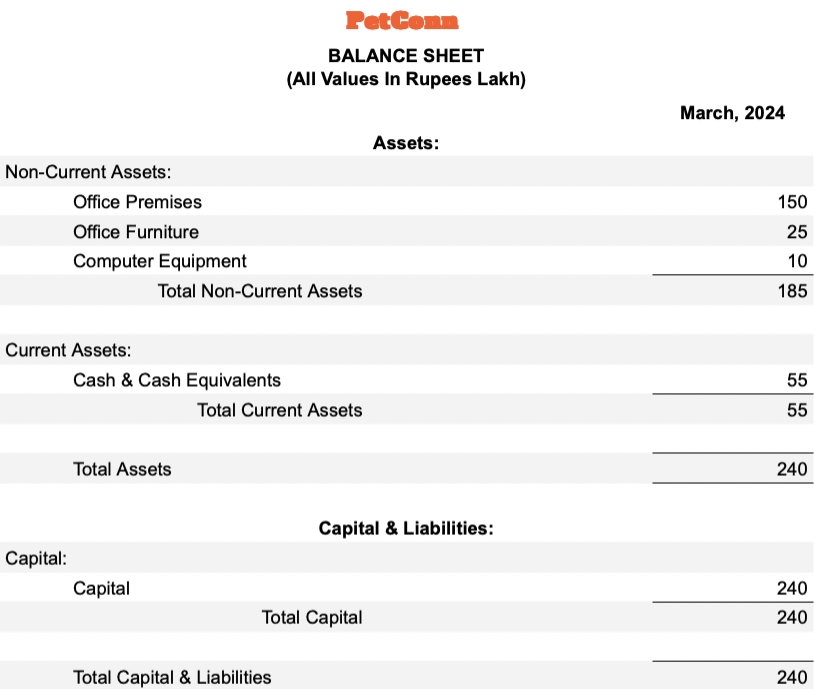 PetConn
BALANCE SHEET
(All Values In Rupees Lakh)
March, 2024
Assets:
Non-Current Assets:
Office Premises 150
Office Furniture 25
Computer Equipment 10
Total Non-Current Assets 185
Current Assets:
Cash & Cash Equivalents 55
Total Current Assets 55
Total Assets 240
Capital & Liabilities:
Capital:
Capital 240
Total Capital 240
Total Capital & Liabilities 240